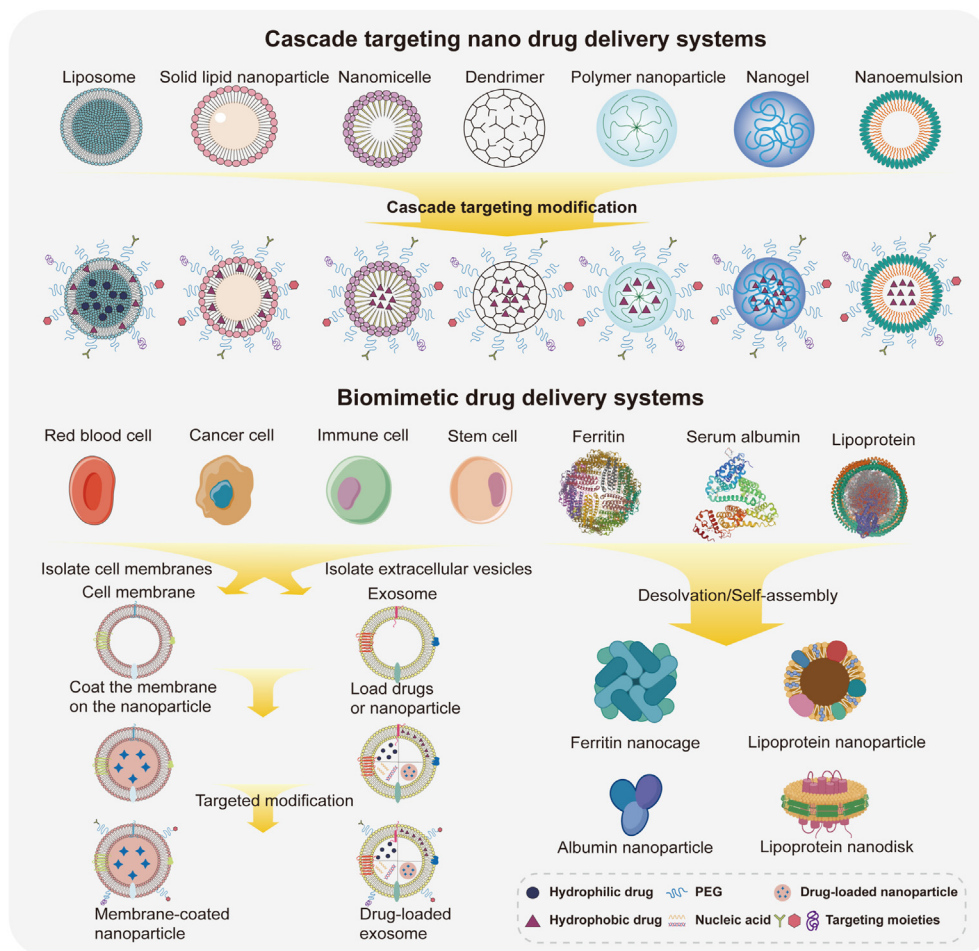 Cascade targeting nano drug delivery systems
Liposome
Solid lipid nanoparticle
Nanomicelle
Dendrimer
Polymer nanoparticle
Nanogel
Nanoemulsion
Cascade targeting modification
Biomimetic drug delivery systems
Red blood cell
Cancer cell
Immune cell
Stem cell
Ferritin
Serum albumin
Lipoprotein
Isolate cell membranes
Isolate extracellular vesicles
Cell membrane
Exosome
Desolvation/Self-assembly
Coat the membrane
on the nanoparticle
Load drugs
or nanoparticle
Ferritin nanocage
Lipoprotein nanoparticle
Targeted modification
Albumin nanoparticle
Lipoprotein nanodisk
Membrane-coated
nanoparticle
Drug-loaded
exosome
Hydrophilic drug
PEG
Drug-loaded nanoparticle
Hydrophobic drug
Nucleic acid
Targeting moieties